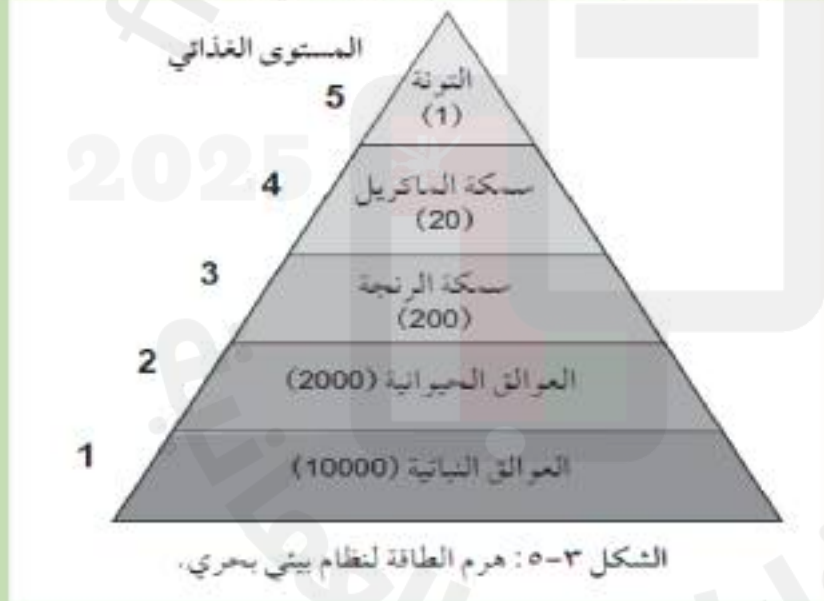 المستوى الغذائي
5
التونة
(1)
2025
4
سمكة الماكريل
(20)
3
سمكة الرنجة
(200)
2
العوالق الحيوانية (2000)
1
العوالق النباتية (10000)
الشكل ٣-٥: هرم الطاقة لنظام بيئي بحري.